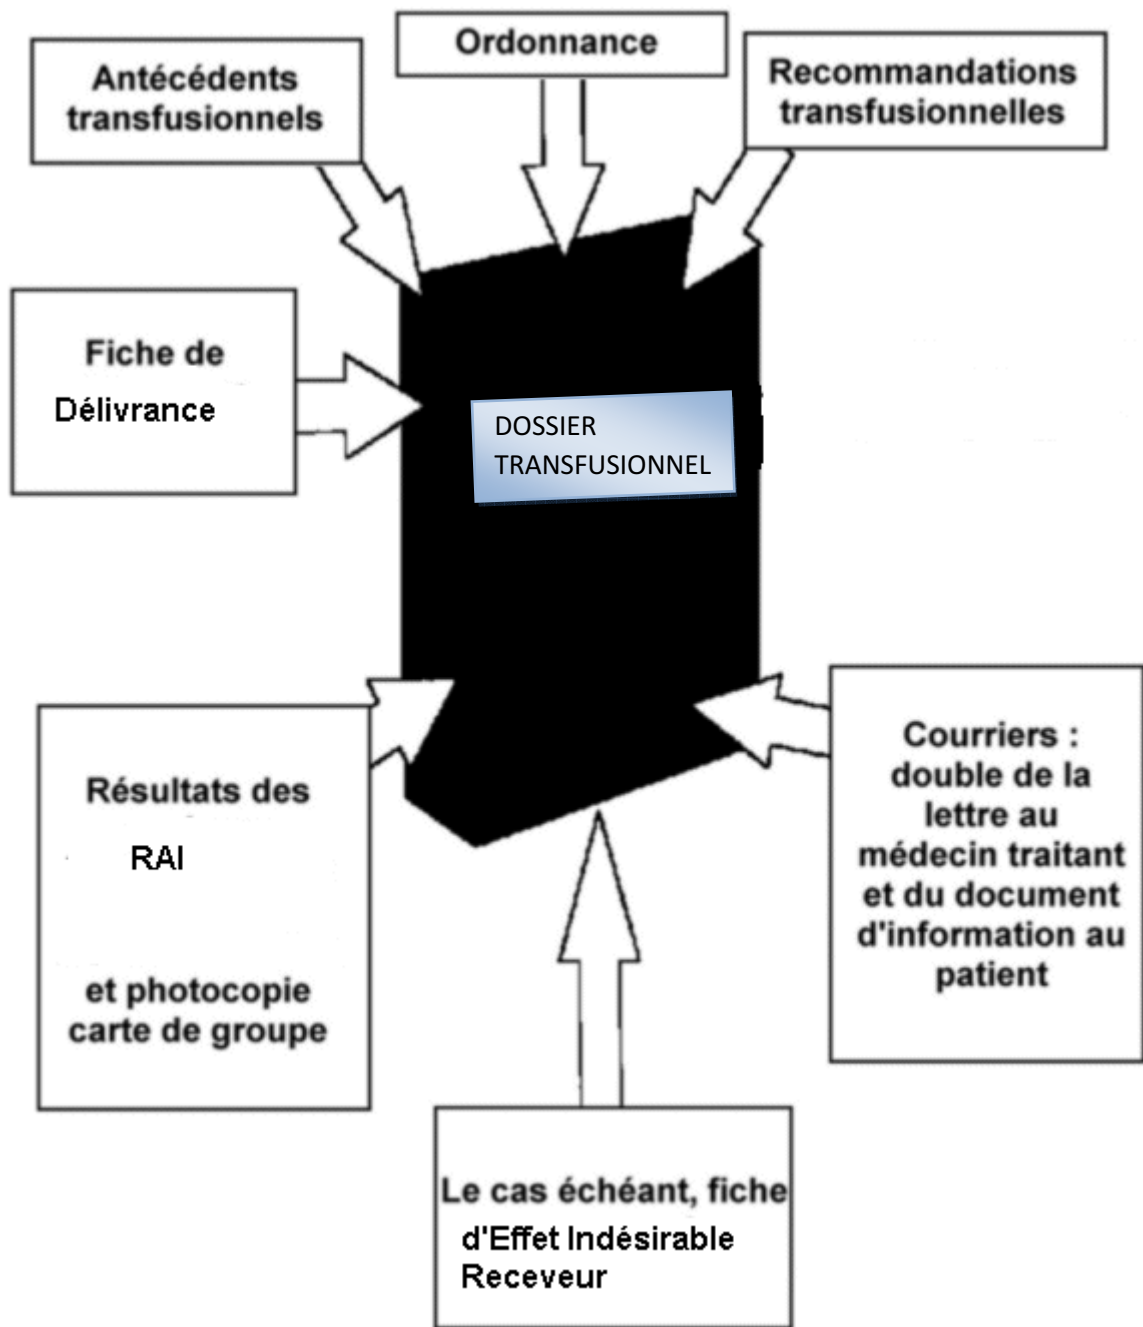 Ordonnance
Antécédents
transfusionnels
Recommandations
transfusionnelles
Fiche de
Délivrance
DOSSIER
TRANSFUSIONNEL
Résultats des
RAI
et photocopie
carte de groupe
Courriers :
double de la
lettre au
médecin traitant
et du document
d'information au
patient
Le cas échéant, fiche
d'Effet Indésirable
Receveur